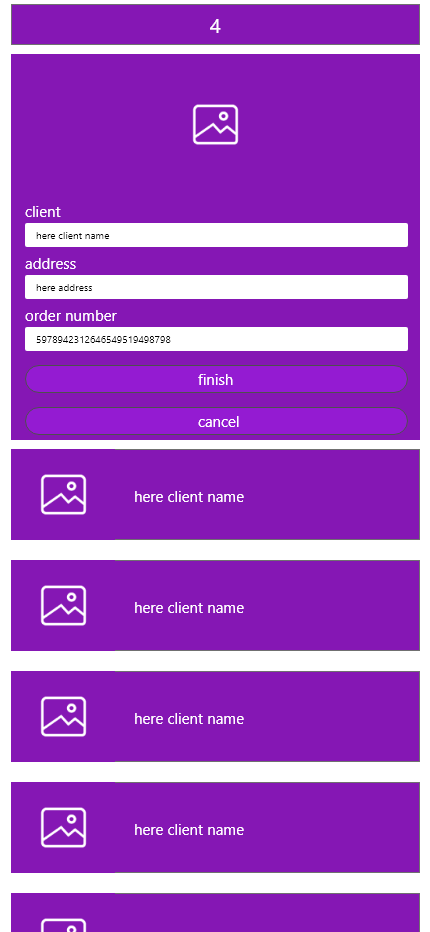 4
client
here client name
address
here address
order number
5978942312646549519498798
finish
cancel
here client name
here client name
here client name
here client name